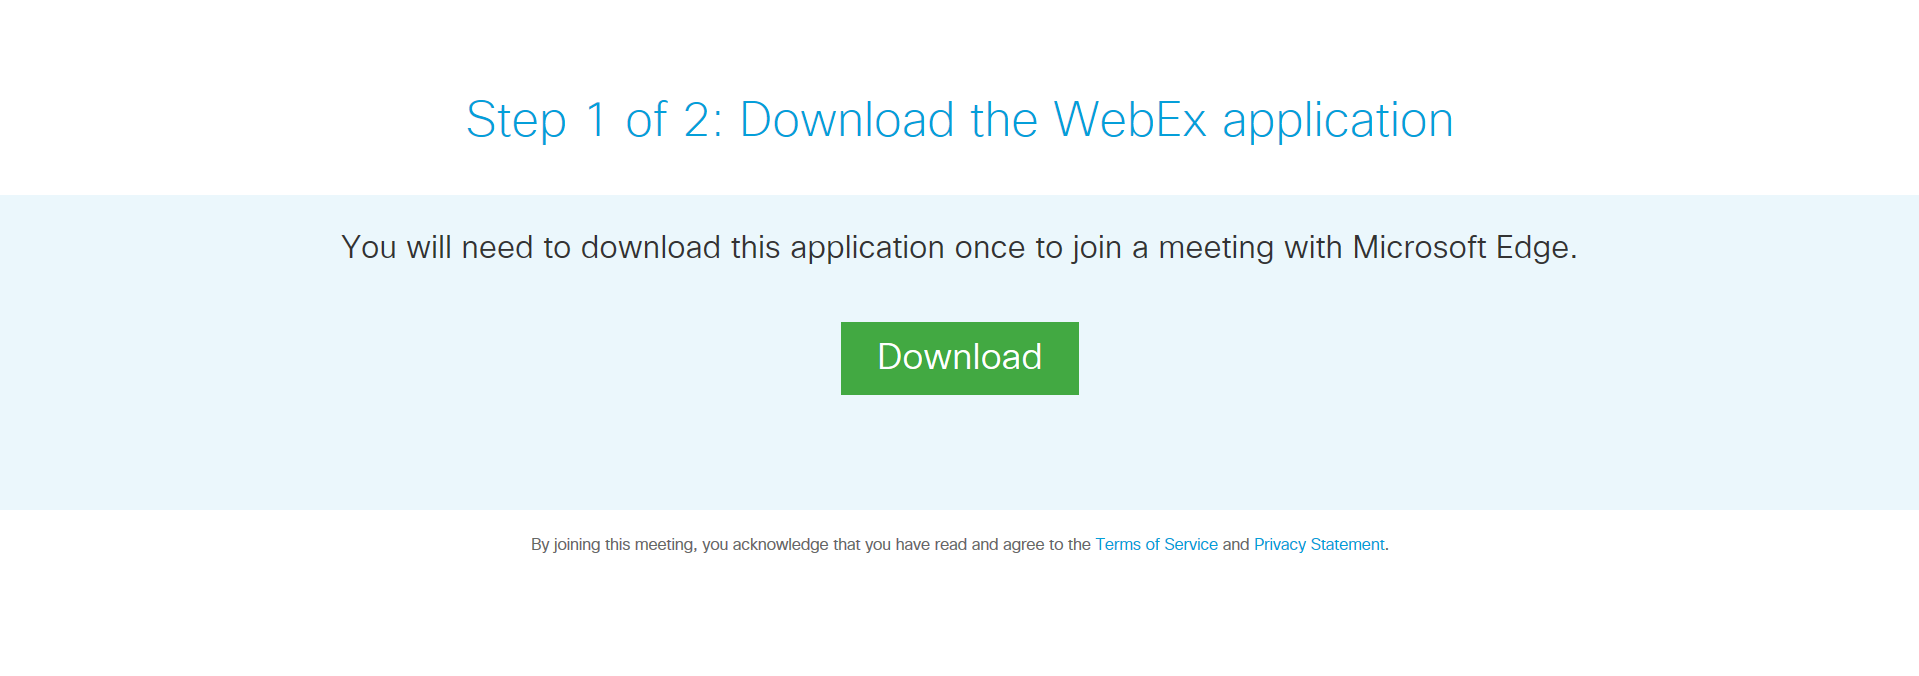 Step 1 of 2: Download the WebEx application
You will need to download this application once to join a meeting with Microsoft Edge.
Download
By joining this meeting, you acknowledge that you have read and agree to the Terms of Service and Privacy Statement.